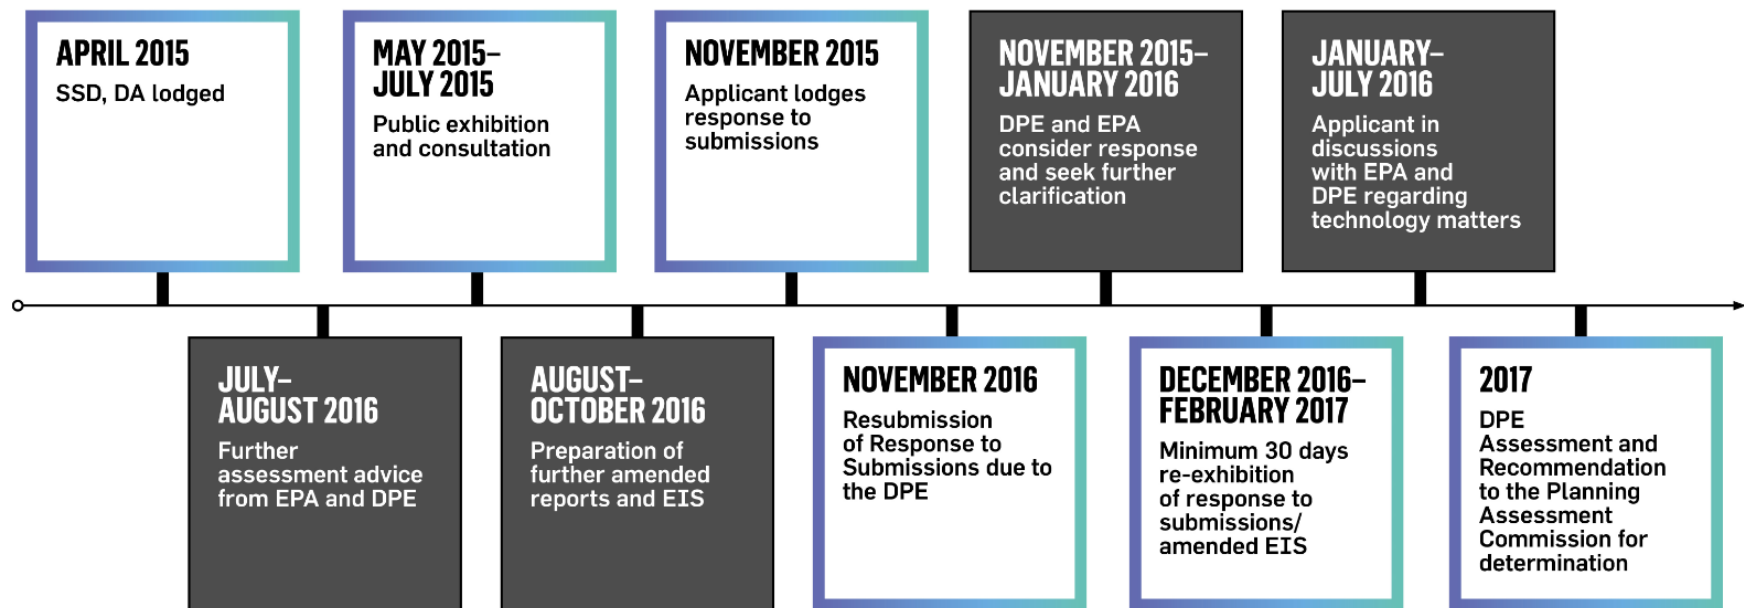 APRIL 2015
SSD, DA lodged
MAY 2015–
JULY 2015
Public exhibition
and consultation
NOVEMBER 2015
Applicant lodges
response to
submissions
NOVEMBER 2015–
JANUARY 2016
DPE and EPA
consider response
and seek further
clarification
JANUARY–
JULY 2016
Applicant in
discussions
with EPA and
DPE regarding
technology matters
JULY–
AUGUST 2016
Further
assessment advice
from EPA and DPE
AUGUST–
OCTOBER 2016
Preparation of
further amended
reports and EIS
NOVEMBER 2016
Resubmission
of Response to
Submissions due to
the DPE
DECEMBER 2016–
FEBRUARY 2017
Minimum 30 days
re-exhibition
of response to
submissions/
amended EIS
2017
DPE
Assessment and
Recommendation
to the Planning
Assessment
Commission for
determination